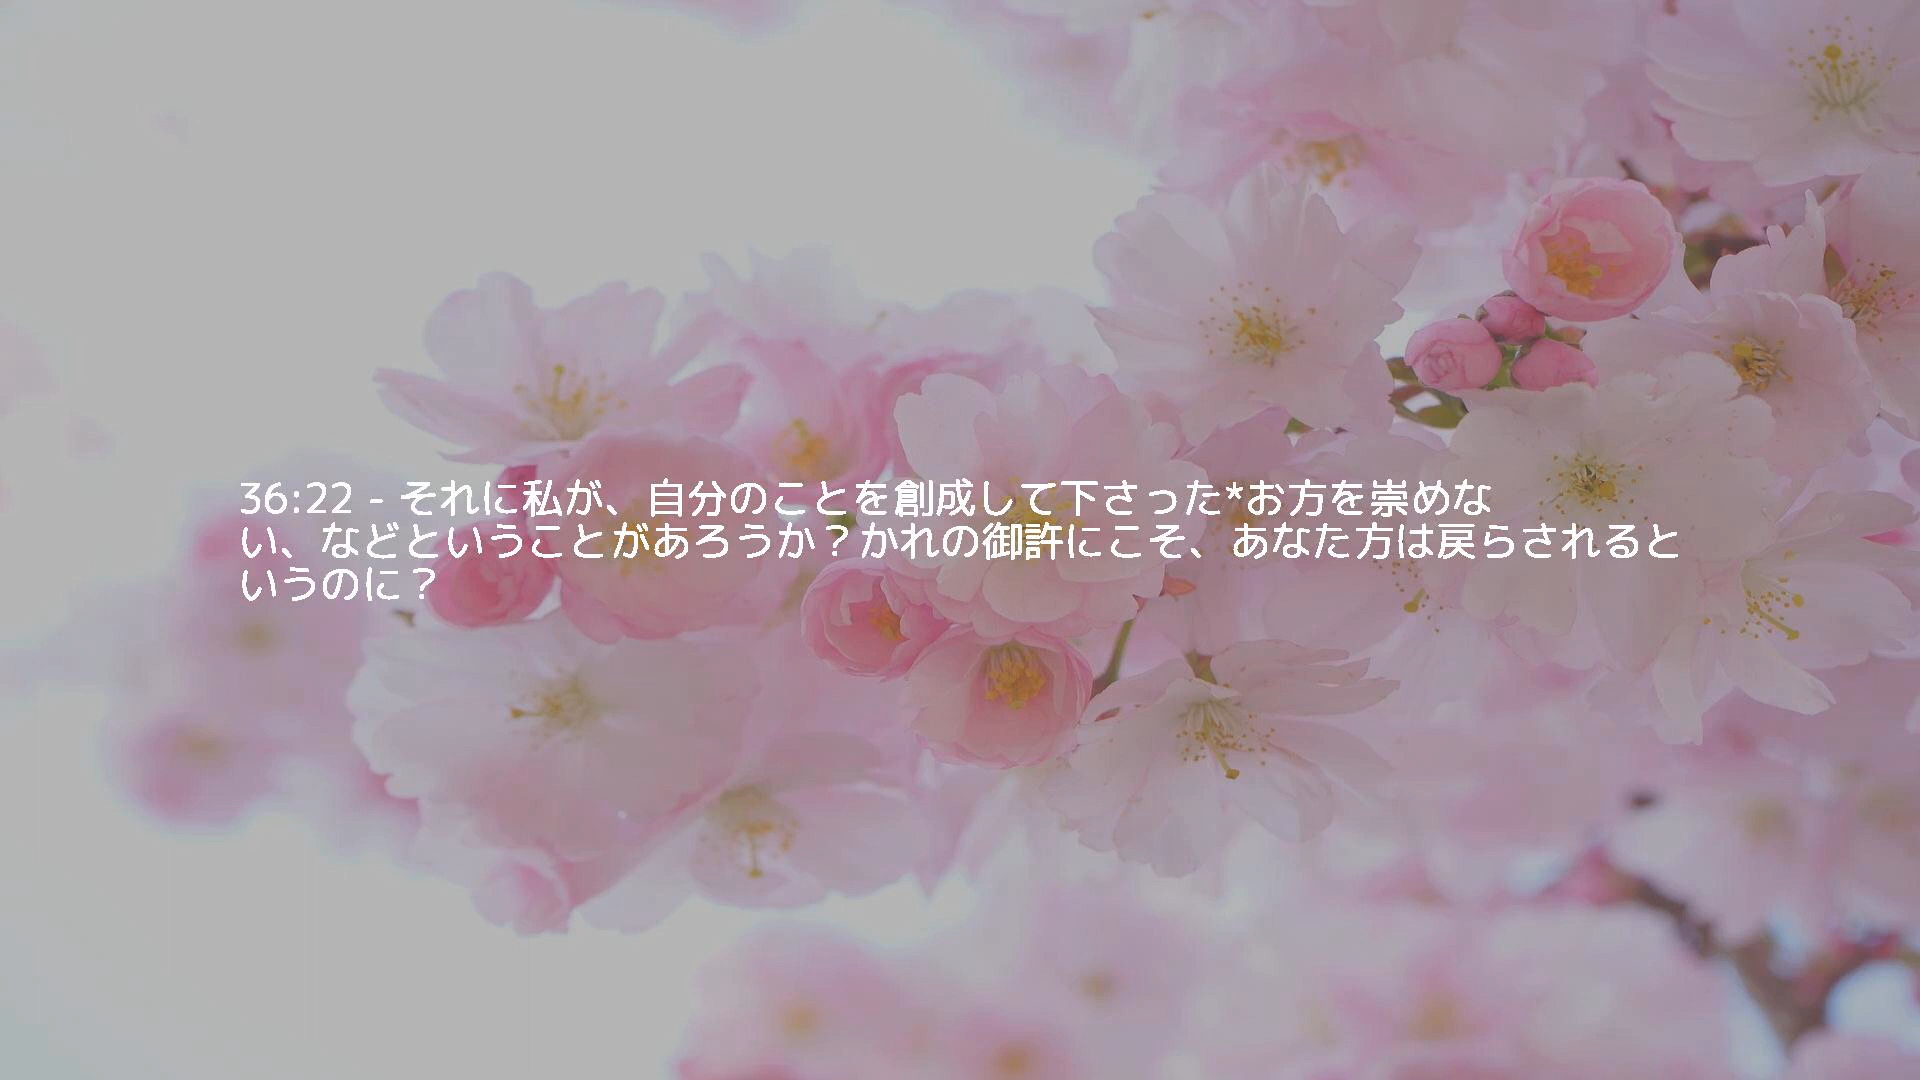 36:22 - それに私が、自分のことを創成して下さった*お方を崇めな
い、などということがあろうか？かれの御許にこそ、あなた方は戻らされると
いうのに？